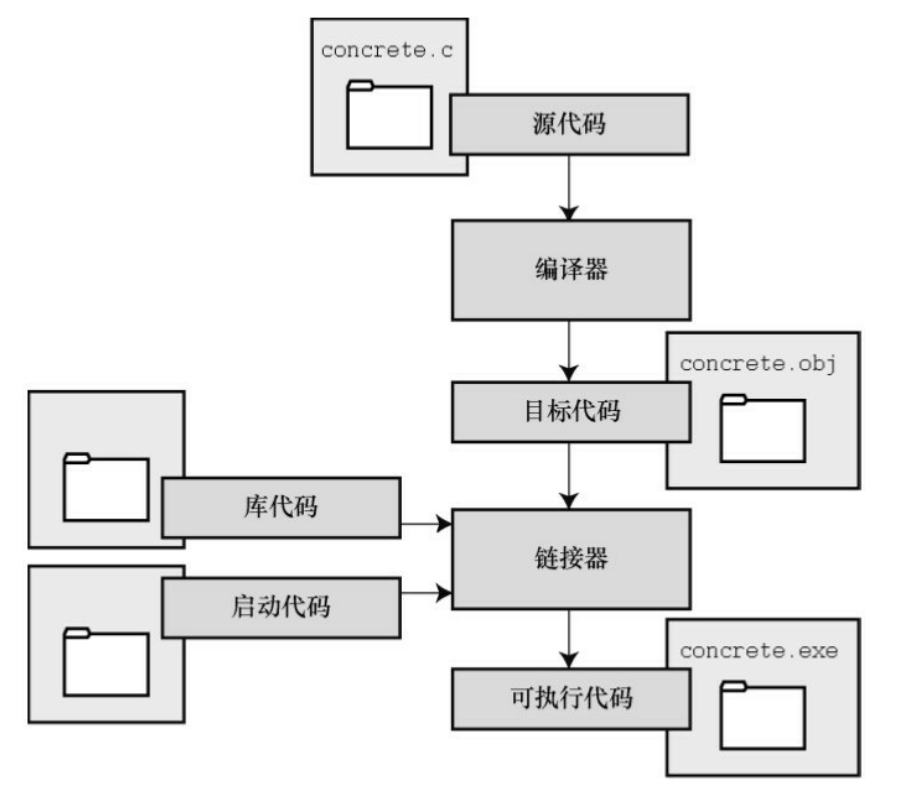 concrete.c
源代码
编译器
concrete.obj
目标代码
库代码
链接器
启动代码
concrete.exe
可执行代码